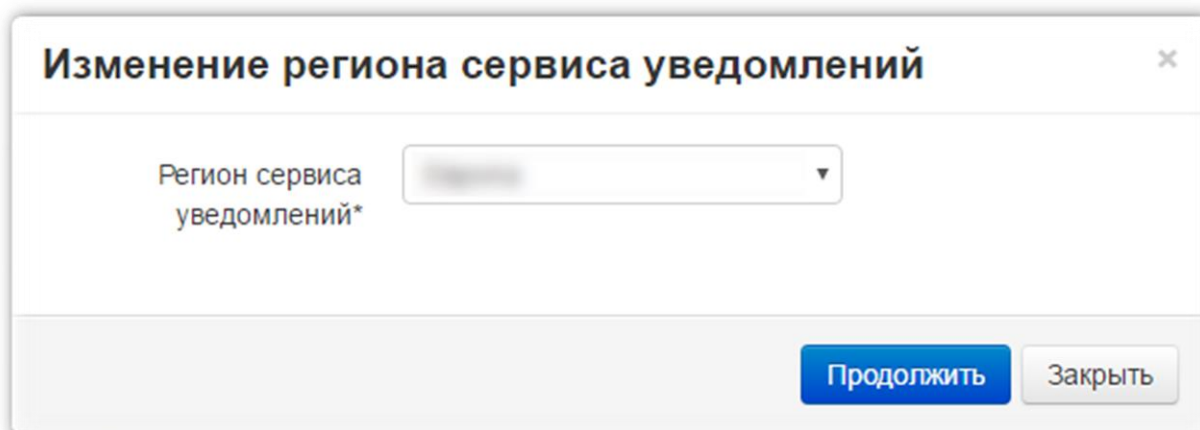 Изменение региона сервиса уведомлений
×
Регион сервиса
уведомлений*
Продолжить
Закрыть